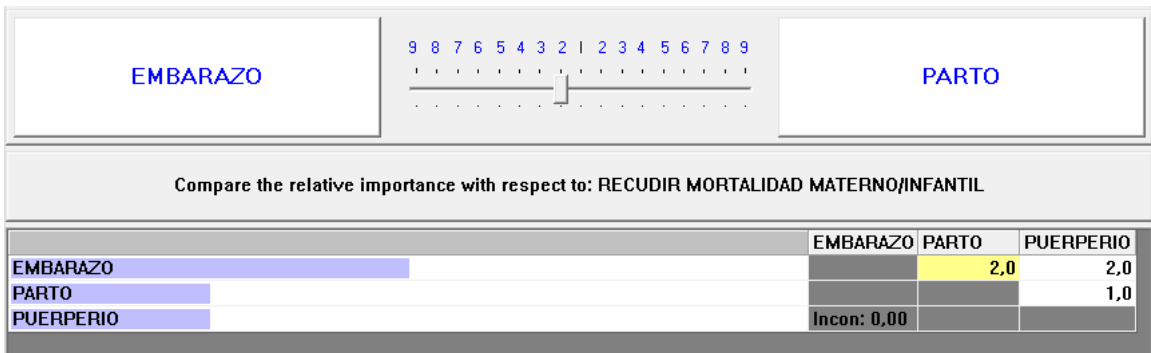 EMBARAZO
9 8 7 6 5 4 3 2 | 2 3 4 5 6 7 8 9
PARTO
Compare the relative importance with respect to: RECUDIR MORTALIDAD MATERNO/INFANTIL
EMBARAZO PARTO PUERPERIO
EMBARAZO 2,0 2,0
PARTO 1,0
PUERPERIO Incon: 0,00